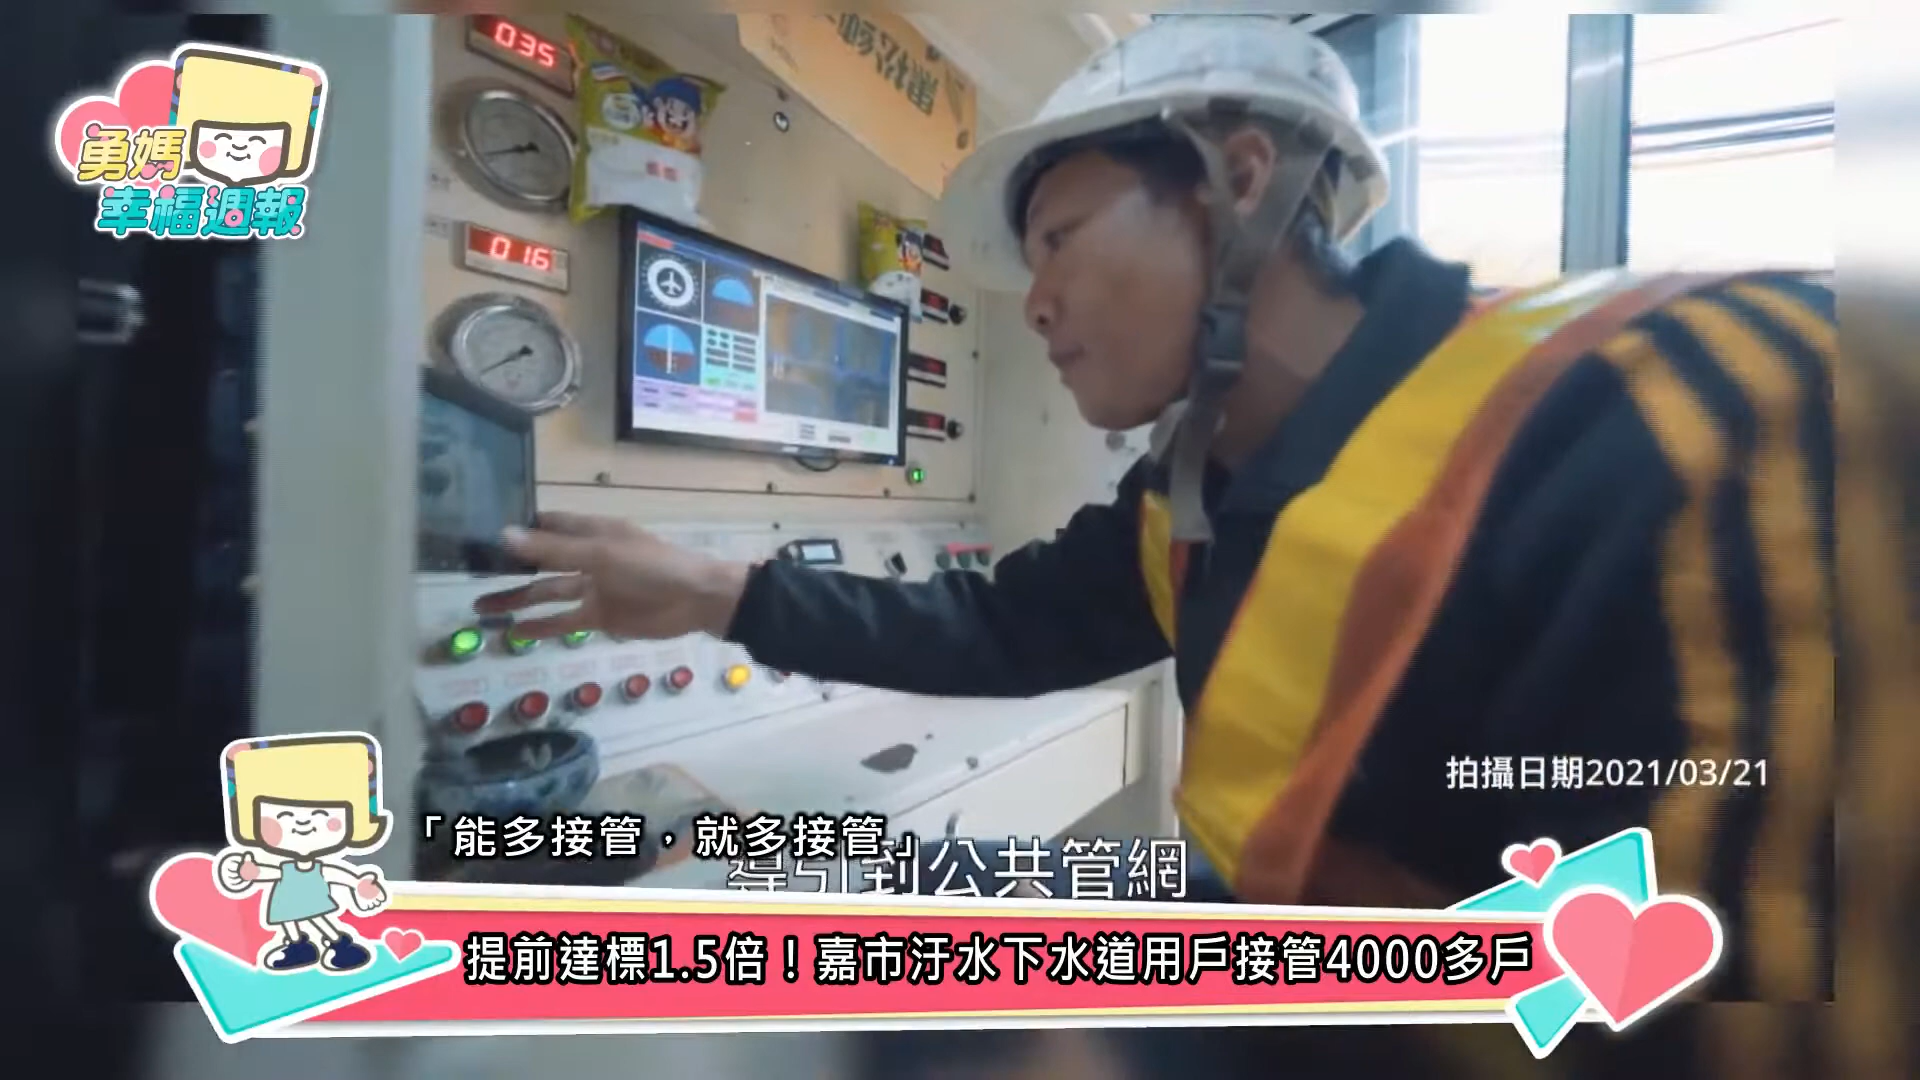 勇媽
幸福週報
035
016
拍攝日期2021/03/21
「能多接管，就多接管」
導引到公共管網
提前達標1.5倍！嘉市汙水下水道用戶接管4000多戶